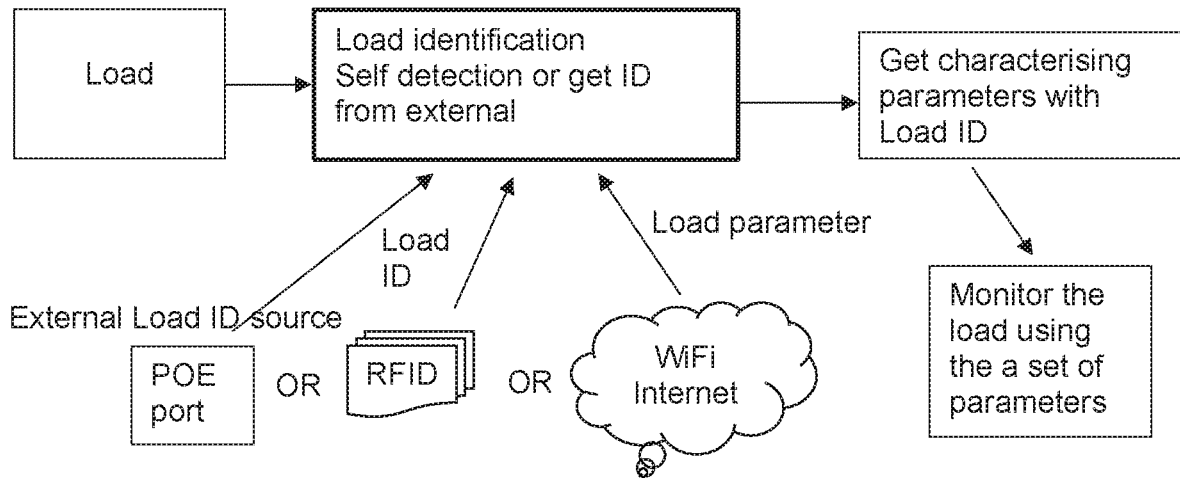 Load
Load identification
Self detection or get ID
from external
Get characterising
parameters with
Load ID
Load
ID
Load parameter
External Load ID source
POE
port
OR
RFID
OR
WiFi
Internet
Monitor the
load using
the a set of
parameters